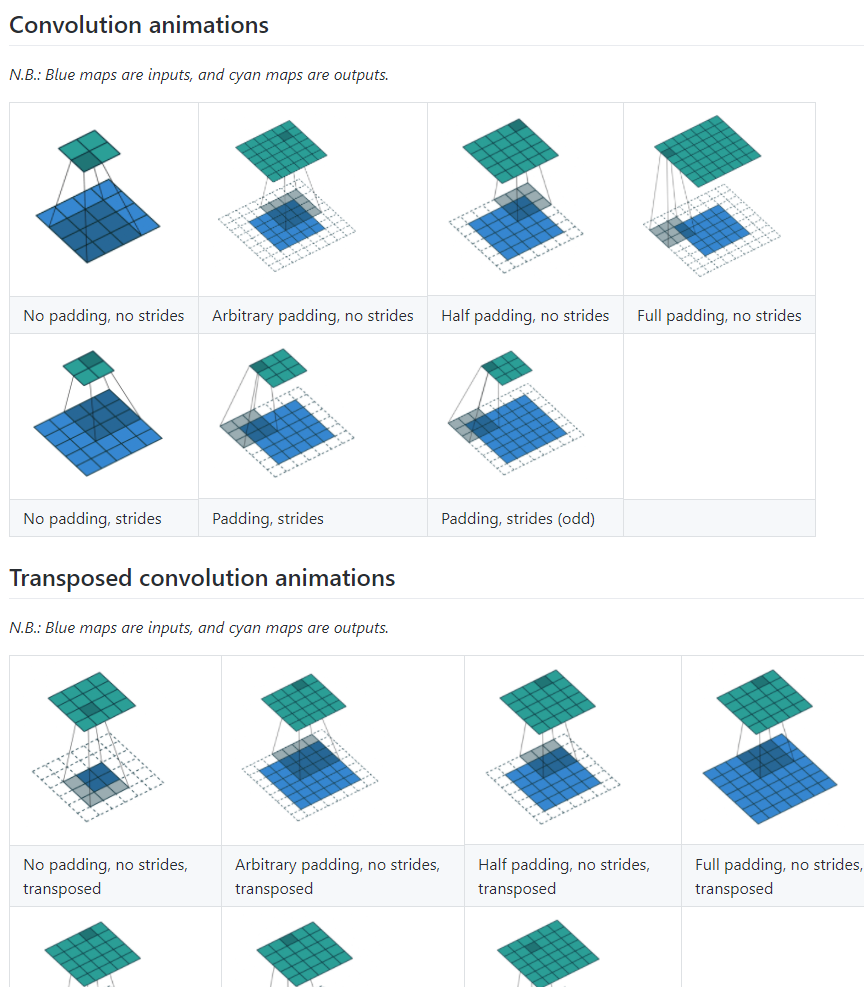 Convolution animations
N.B.: Blue maps are inputs, and cyan maps are outputs.
No padding, no strides
Arbitrary padding, no strides
Half padding, no strides
Full padding, no strides
No padding, strides
Padding, strides
Padding, strides (odd)
Transposed convolution animations
N.B.: Blue maps are inputs, and cyan maps are outputs.
No padding, no strides,
transposed
Arbitrary padding, no strides,
transposed
Half padding, no strides,
transposed
Full padding, no strides,
transposed